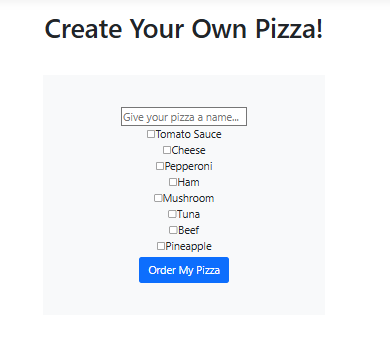 Create Your Own Pizza!
Give your pizza a name...
Tomato Sauce
Cheese
Pepperoni
Ham
Mushroom
Tuna
Beef
Pineapple
Order My Pizza